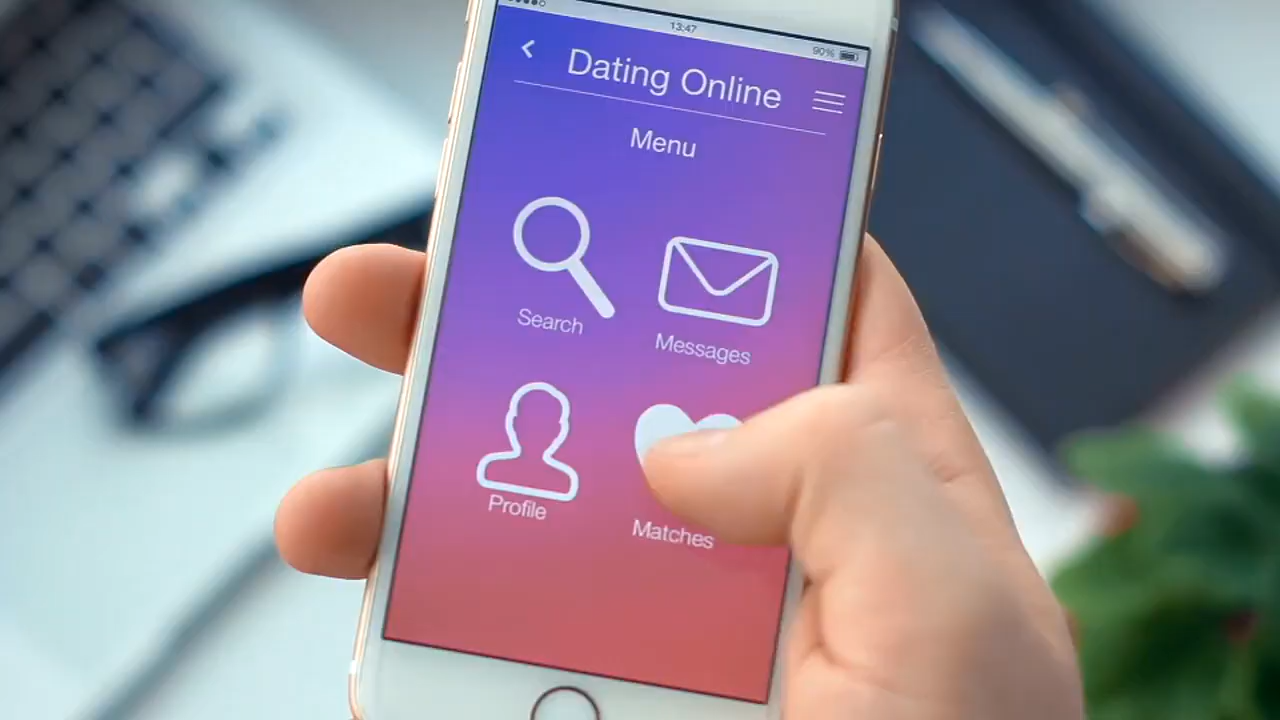 13:47
90%
Dating Online
Menu
Search
Messages
Profile
Matches